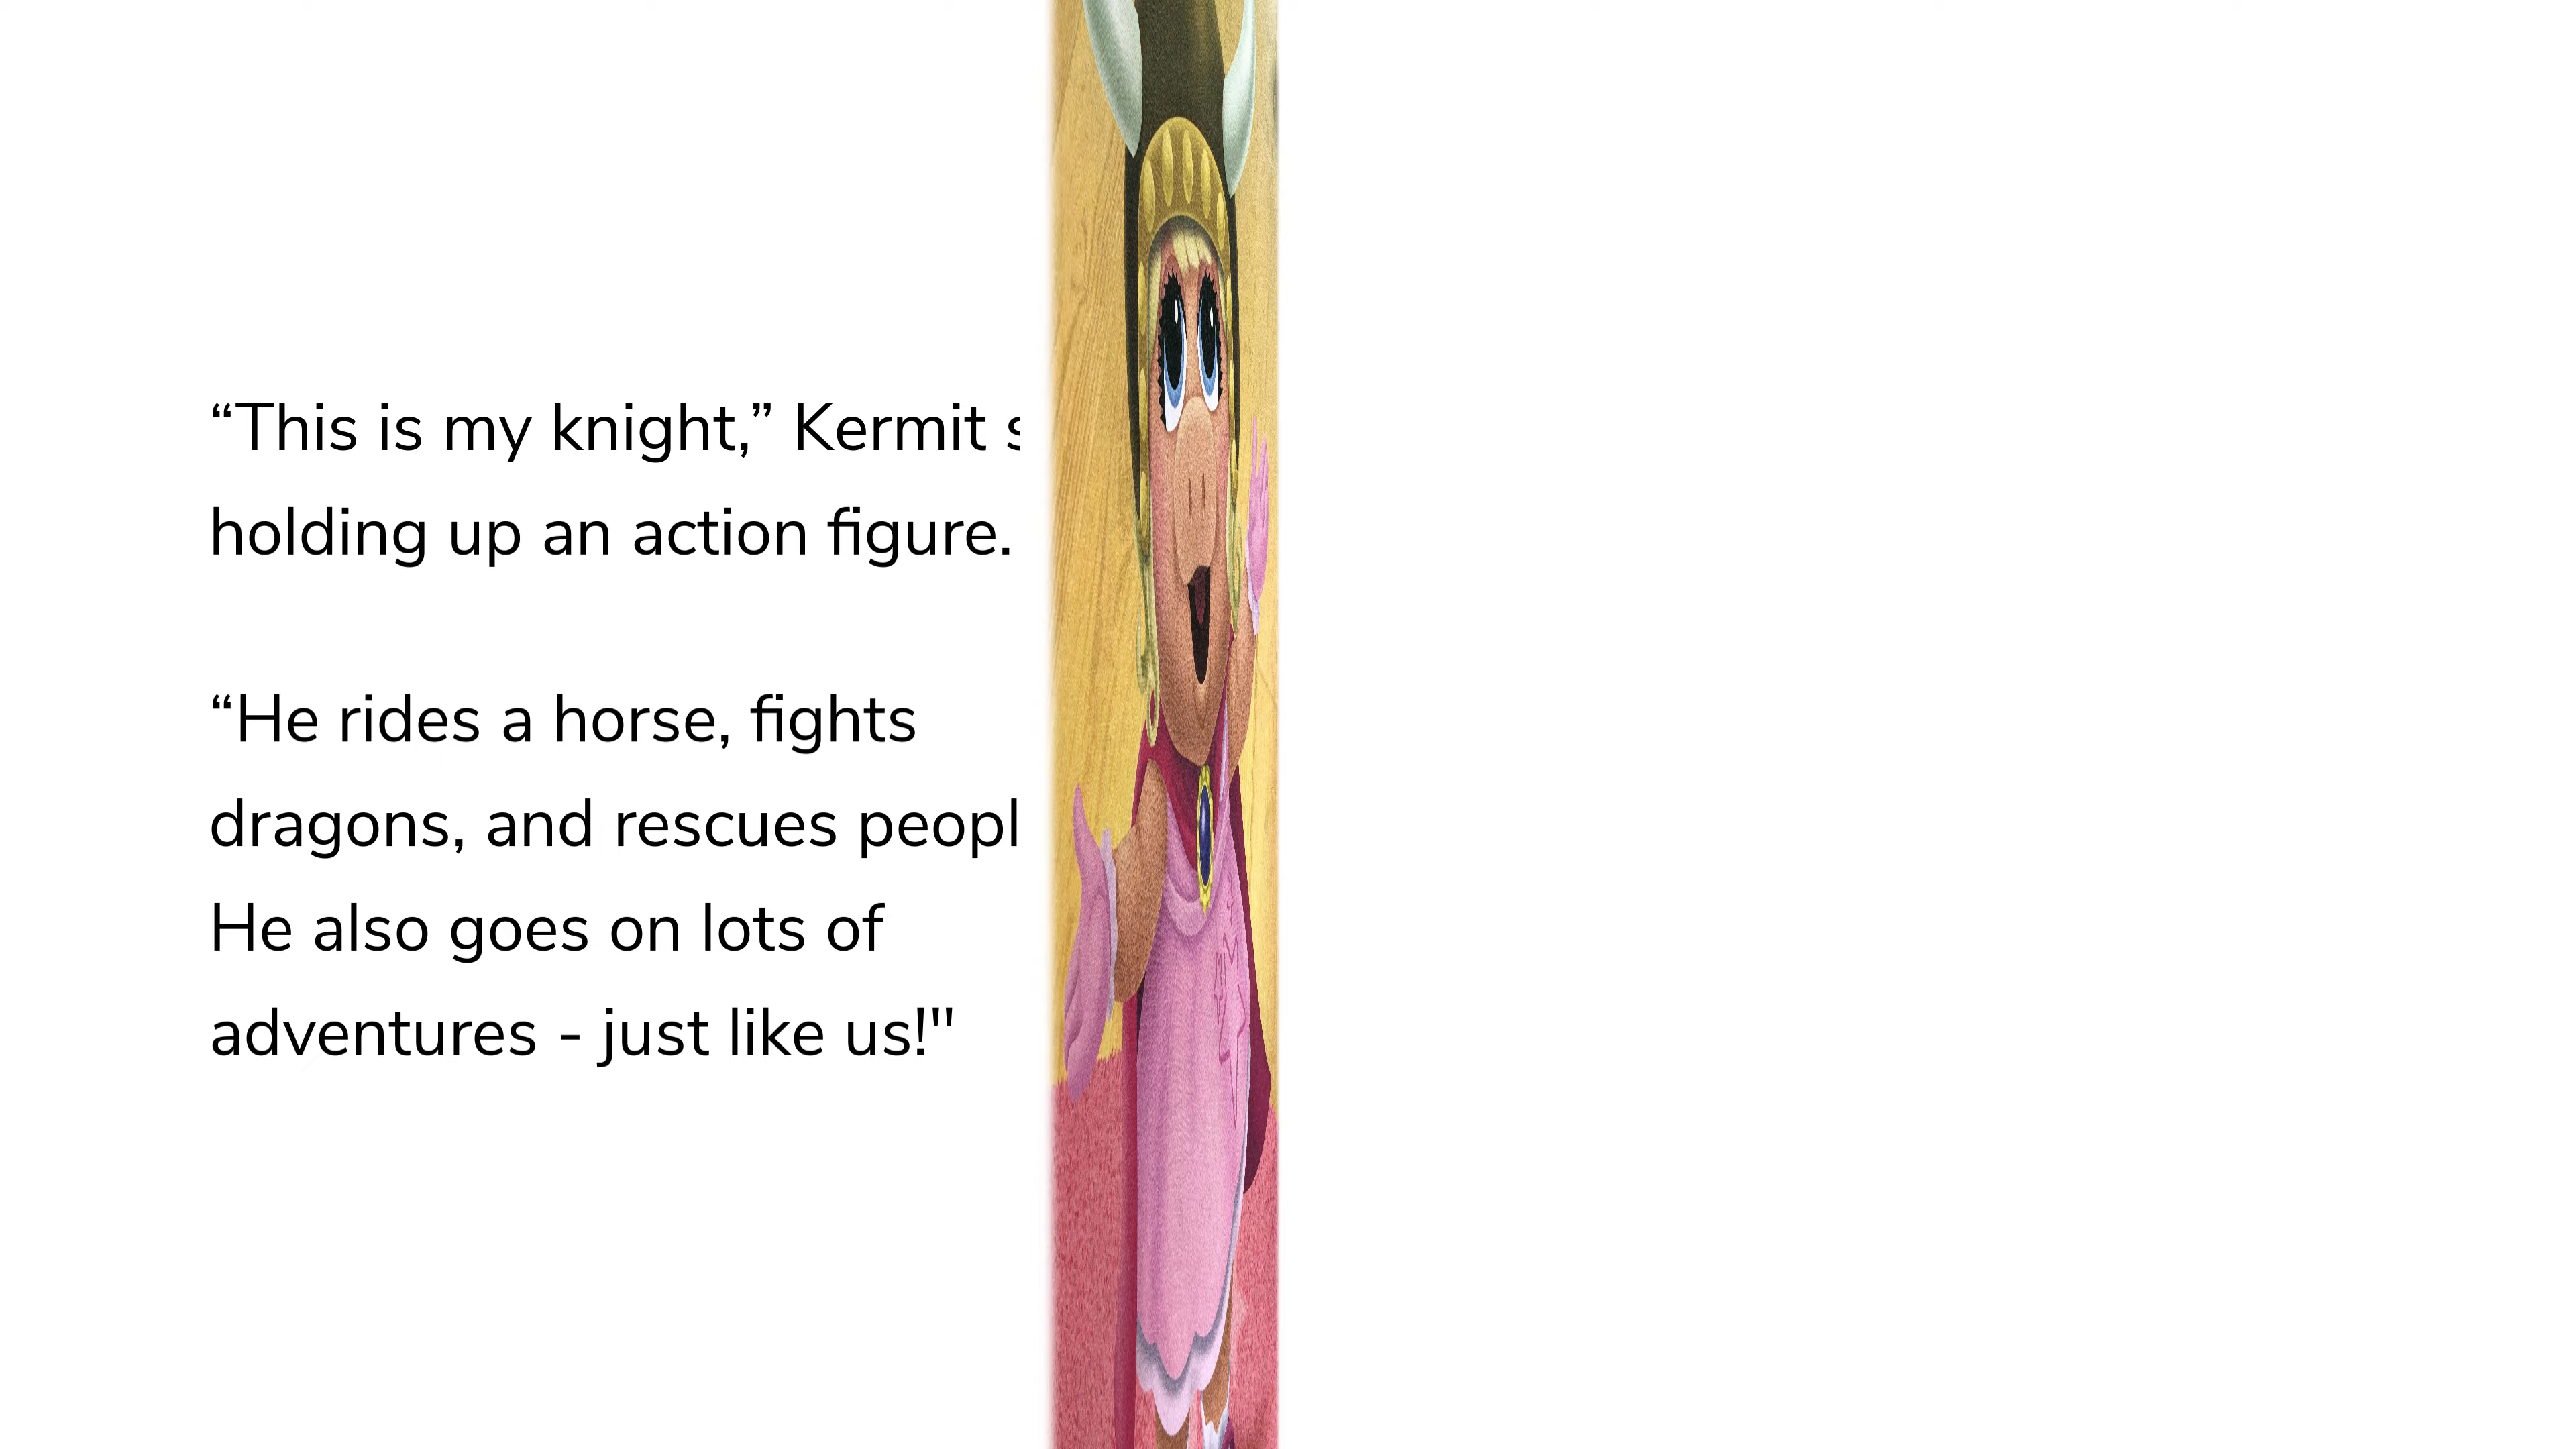 “This is my knight,” Kermit
holding up an action figure.
“He rides a horse, fights
dragons, and rescues
He also goes on lots of
adventures - just like us!"